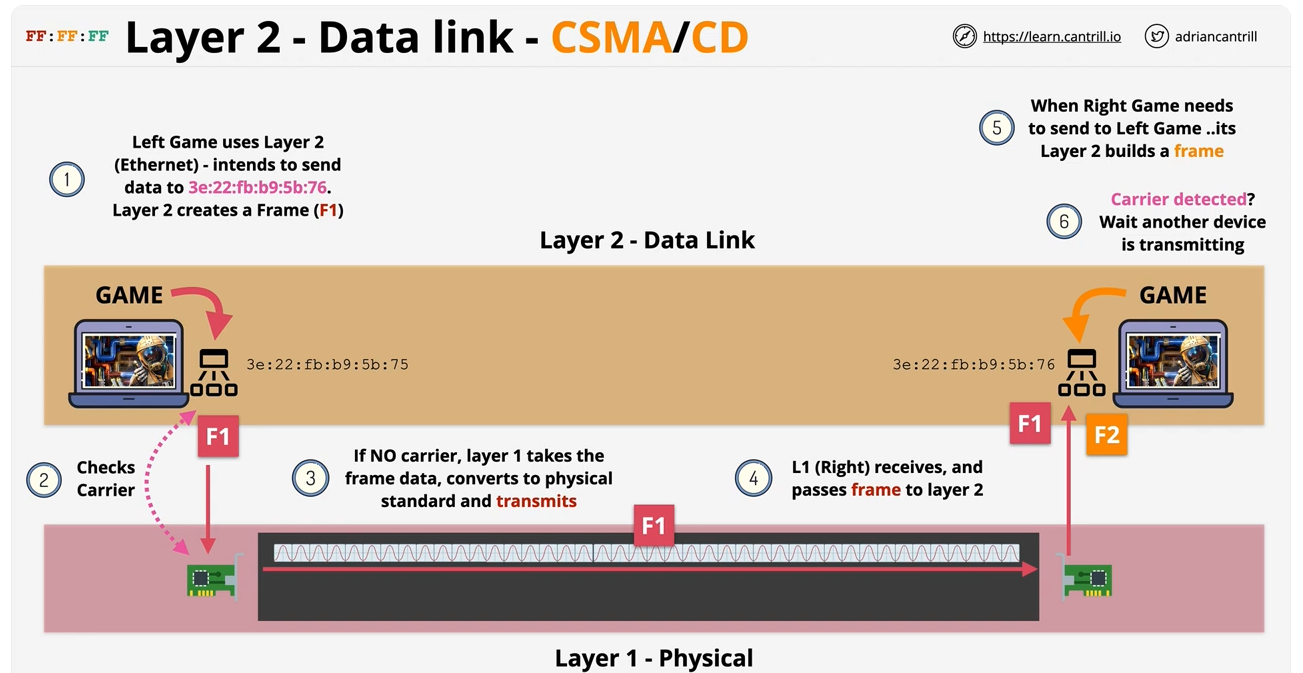 FF:FF:FF
Layer 2 - Data link - CSMA/CD
https://learn.cantrill.io
adriancantrill
1
Left Game uses Layer 2
(Ethernet) - intends to send
data to 3e:22:fb:b9:5b:76.
Layer 2 creates a Frame (F1)
5
When Right Game needs
to send to Left Game ..its
Layer 2 builds a frame
6
Carrier detected?
Wait another device
is transmitting
Layer 2 - Data Link
GAME
GAME
3e:22:fb:b9:5b:75
3e:22:fb:b9:5b:76
F1
F1
F2
2
Checks
Carrier
3
If NO carrier, layer 1 takes the
frame data, converts to physical
standard and transmits
4
L1 (Right) receives, and
passes frame to layer 2
F1
Layer 1 - Physical